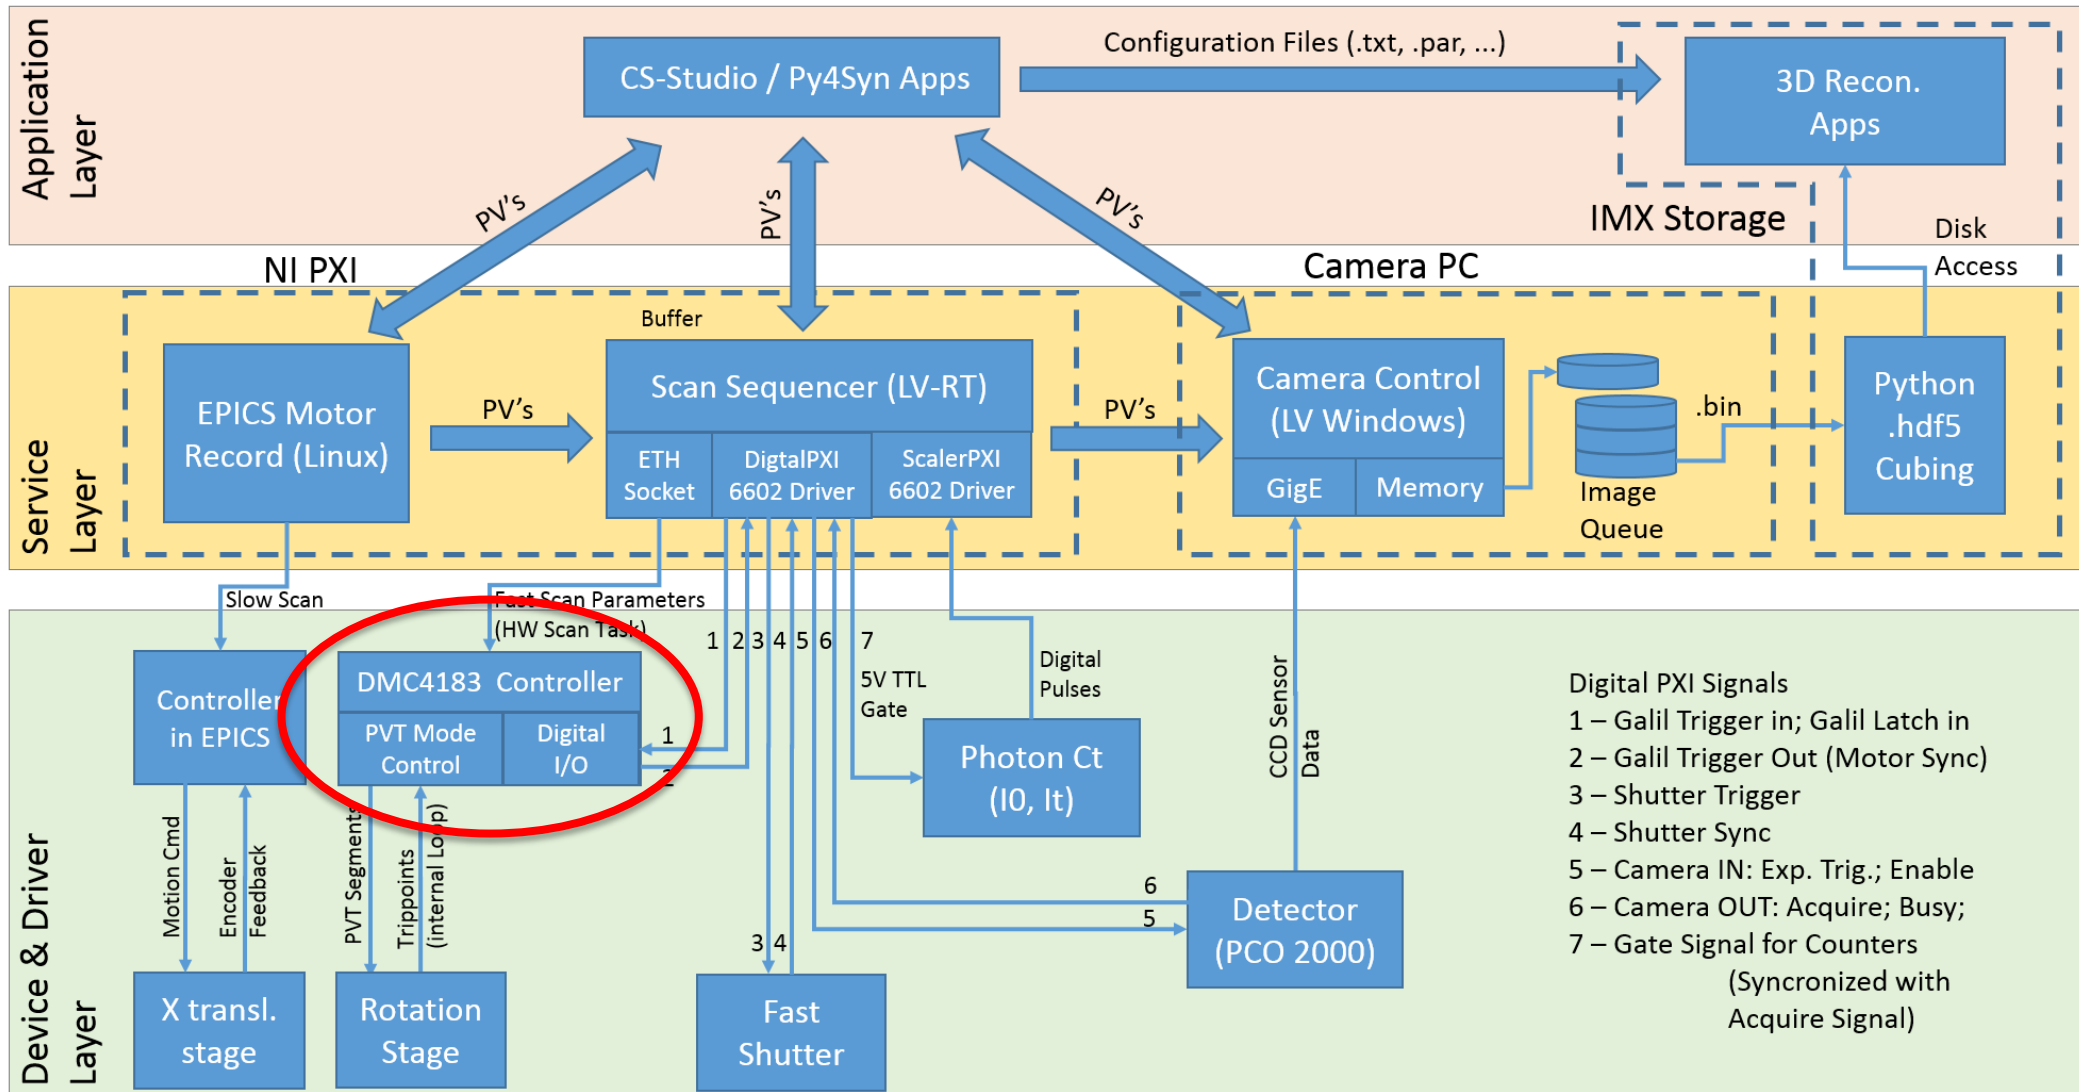 Application
Layer
CS-Studio / Py4Syn Apps
Configuration Files (.txt, .par, ...)
3D Recon.
Apps
PV's
PV's
PV's
IMX Storage
Disk
Access
NI PXI
Camera PC
Service
Layer
Buffer
EPICS Motor
Record (Linux)
PV's
Scan Sequencer (LV-RT)
ETH
Socket
DigtalPXI
6602 Driver
ScalerPXI
6602 Driver
PV's
Camera Control
(LV Windows)
GigE
Memory
Image
Queue
.bin
Python
.hdf5
Cubing
Device & Driver
Layer
Slow Scan
Fast Scan Parameters
(HW Scan Task)
1
2
3
4
5
6
7
5V TTL
Gate
Digital
Pulses
Controller
in EPICS
DMC4183 Controller
PVT Mode
Control
Digital
I/O
1
2
Photon Ct
(I0, It)
CCD Sensor
Data
Motion Cmd
Encoder
Feedback
PVT Segments
Trippoints
(internal Loop)
3
4
6
5
Detector
(PCO 2000)
X transl.
stage
Rotation
Stage
Fast
Shutter
Digital PXI Signals
1 – Galil Trigger in; Galil Latch in
2 – Galil Trigger Out (Motor Sync)
3 – Shutter Trigger
4 – Shutter Sync
5 – Camera IN: Exp. Trig.; Enable
6 – Camera OUT: Acquire; Busy;
7 – Gate Signal for Counters
(Syncronized with
Acquire Signal)